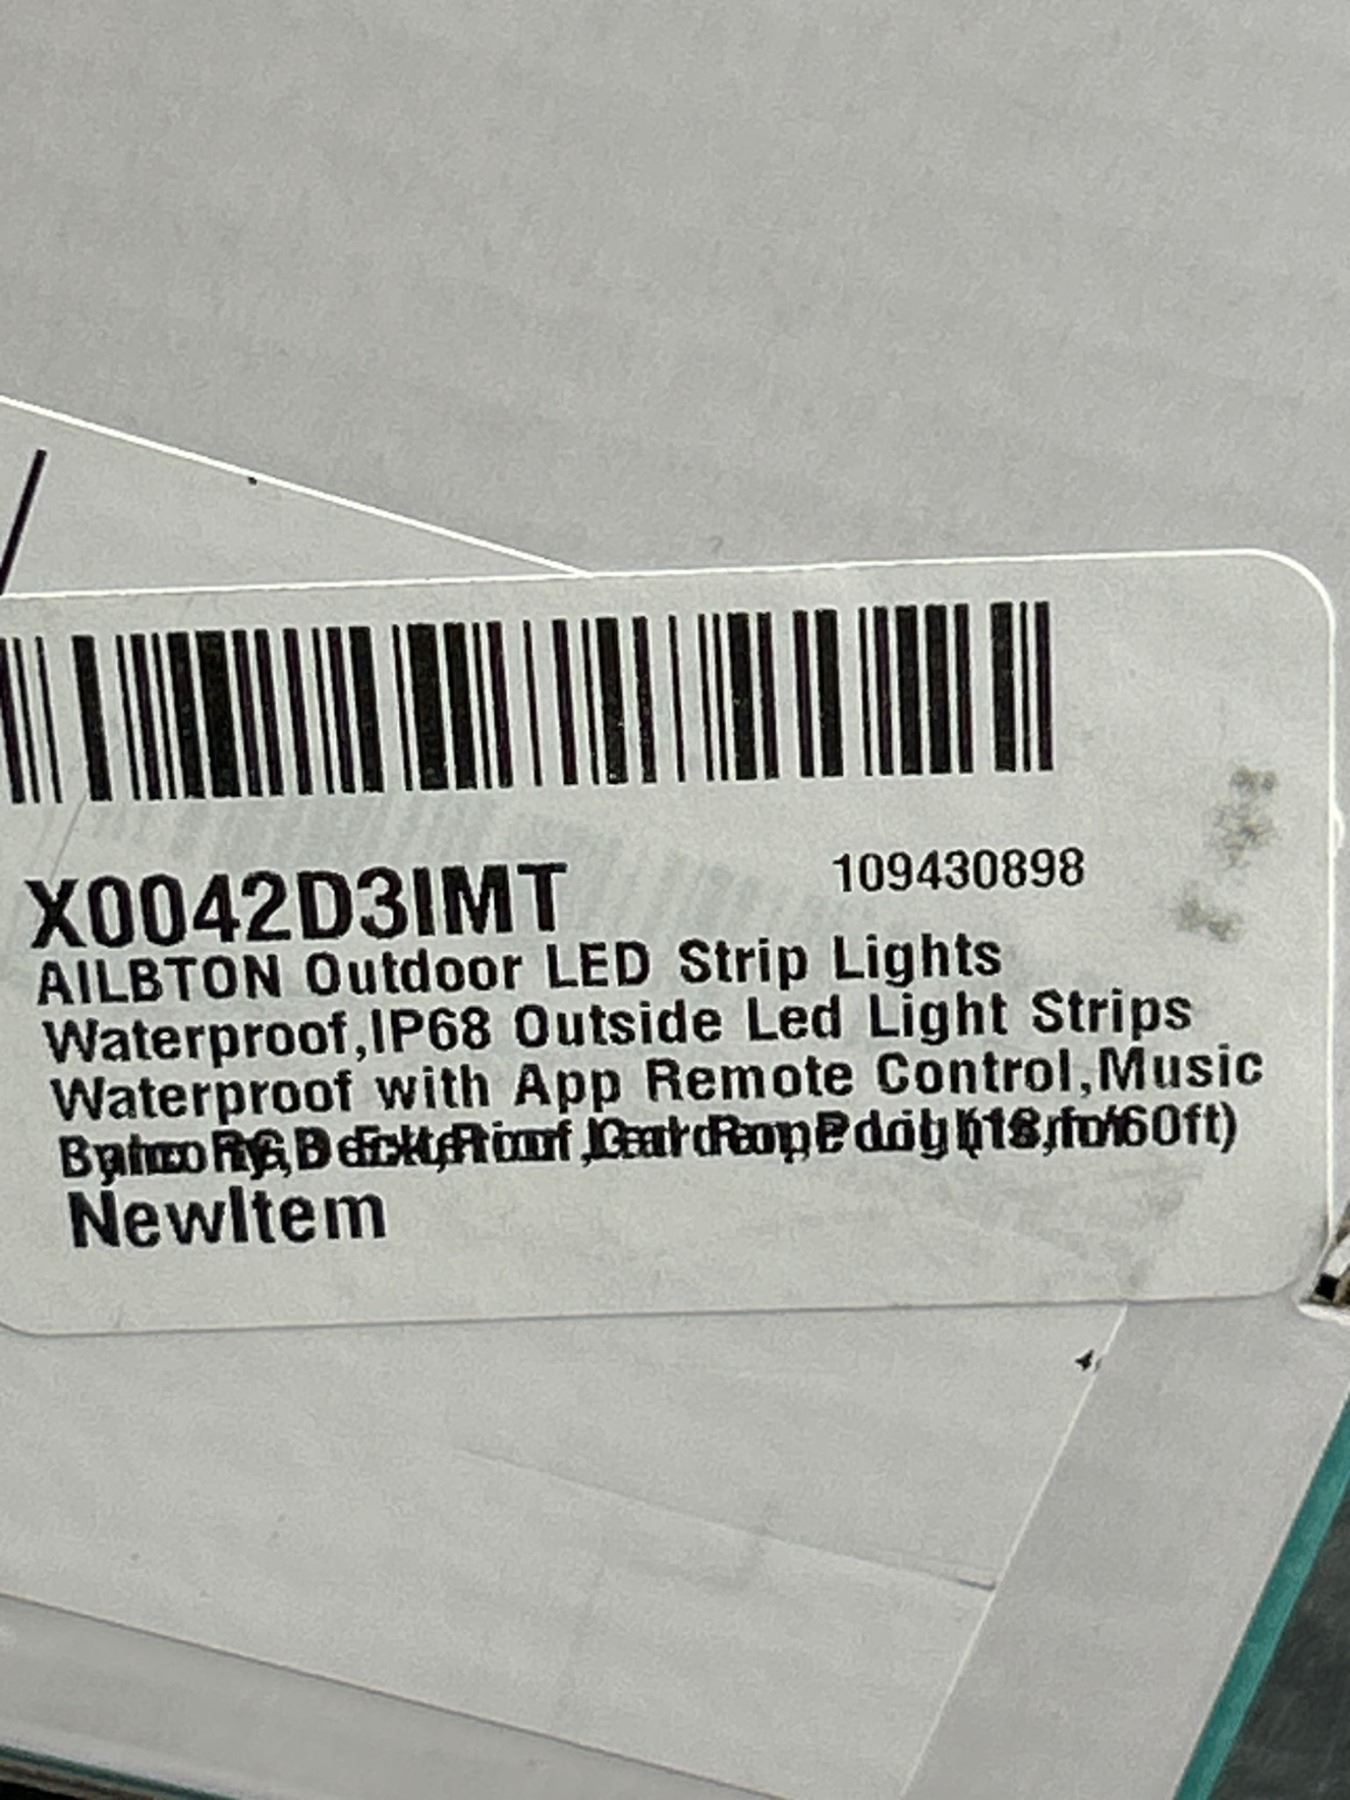 X0042D3IMT 109430898
AILBTON Outdoor LED Strip Lights
Waterproof,IP68 Outside Led Light Strips
Waterproof with App Remote Control,Music
60ft)
NewItem